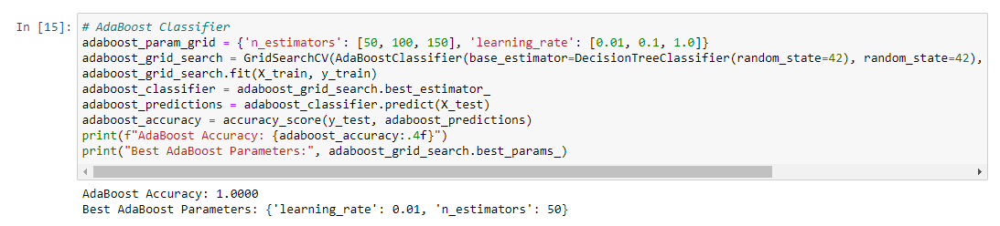 In [15]: # AdaBoost Classifier
adaboost_param_grid = {'n_estimators': [50, 100, 150], 'learning_rate': [0.01, 0.1, 1.0]}
adaboost_grid_search = GridSearchCV(AdaBoostClassifier(base_estimator=DecisionTreeClassifier(random_state=42), random_state=42),
adaboost_grid_search.fit(X_train, y_train)
adaboost_classifier = adaboost_grid_search.best_estimator_
adaboost_predictions = adaboost_classifier.predict(X_test)
adaboost_accuracy = accuracy_score(y_test, adaboost_predictions)
print(f"AdaBoost Accuracy: {adaboost_accuracy:.4f}")
print("Best AdaBoost Parameters:", adaboost_grid_search.best_params_)
AdaBoost Accuracy: 1.0000
Best AdaBoost Parameters: {'learning_rate': 0.01, 'n_estimators': 50}